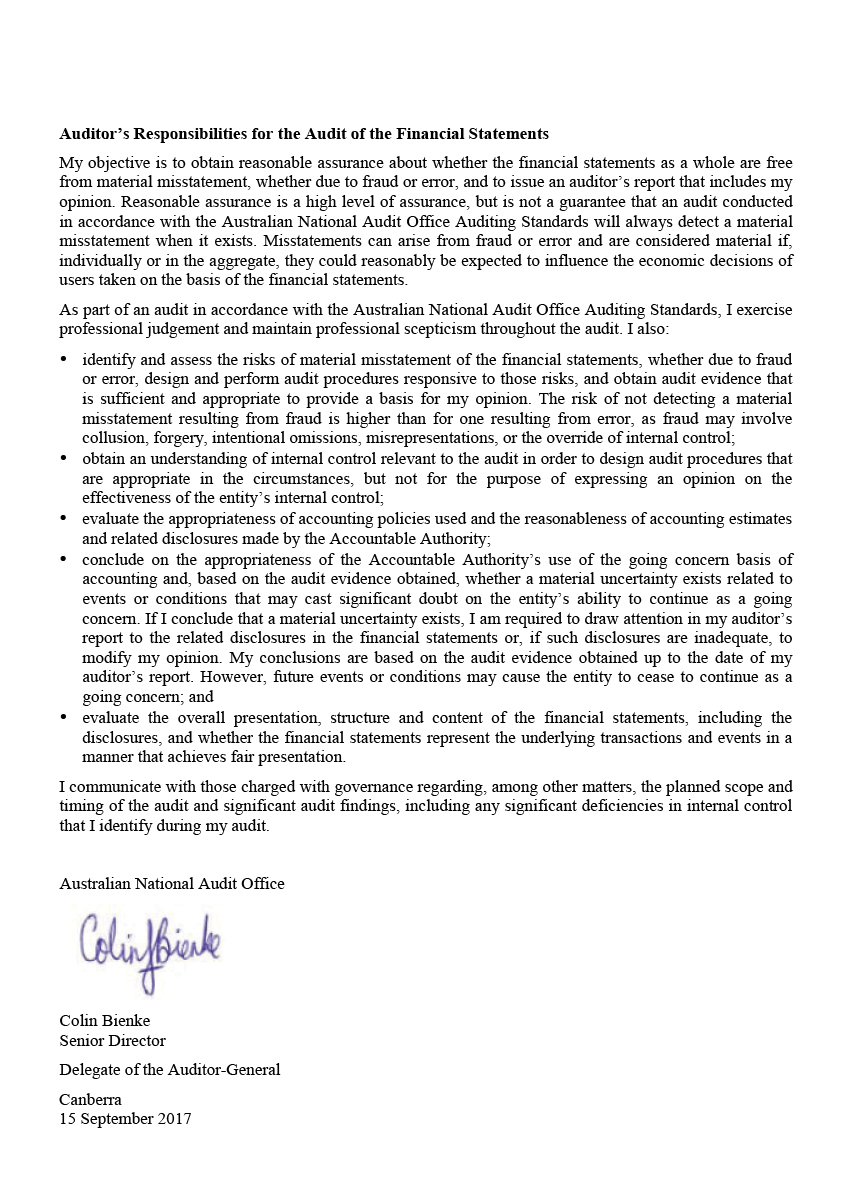 Auditor’s Responsibilities for the Audit of the Financial Statements
My objective is to obtain reasonable assurance about whether the financial statements as a whole are free
from material misstatement, whether due to fraud or error, and to issue an auditor’s report that includes my
opinion. Reasonable assurance is a high level of assurance, but is not a guarantee that an audit conducted
in accordance with the Australian National Audit Office Auditing Standards will always detect a material
misstatement when it exists. Misstatements can arise from fraud or error and are considered material if,
individually or in the aggregate, they could reasonably be expected to influence the economic decisions of
users taken on the basis of the financial statements.
As part of an audit in accordance with the Australian National Audit Office Auditing Standards, I exercise
professional judgement and maintain professional scepticism throughout the audit. I also:
• identify and assess the risks of material misstatement of the financial statements, whether due to fraud
or error, design and perform audit procedures responsive to those risks, and obtain audit evidence that
is sufficient and appropriate to provide a basis for my opinion. The risk of not detecting a material
misstatement resulting from fraud is higher than for one resulting from error, as fraud may involve
collusion, forgery, intentional omissions, misrepresentations, or the override of internal control;
• obtain an understanding of internal control relevant to the audit in order to design audit procedures that
are appropriate in the circumstances, but not for the purpose of expressing an opinion on the
effectiveness of the entity’s internal control;
• evaluate the appropriateness of accounting policies used and the reasonableness of accounting estimates
and related disclosures made by the Accountable Authority;
• conclude on the appropriateness of the Accountable Authority’s use of the going concern basis of
accounting and, based on the audit evidence obtained, whether a material uncertainty exists related to
events or conditions that may cast significant doubt on the entity’s ability to continue as a going
concern. If I conclude that a material uncertainty exists, I am required to draw attention in my auditor’s
report to the related disclosures in the financial statements or, if such disclosures are inadequate, to
modify my opinion. My conclusions are based on the audit evidence obtained up to the date of my
auditor’s report. However, future events or conditions may cause the entity to cease to continue as a
going concern; and
• evaluate the overall presentation, structure and content of the financial statements, including the
disclosures, and whether the financial statements represent the underlying transactions and events in a
manner that achieves fair presentation.
I communicate with those charged with governance regarding, among other matters, the planned scope and
timing of the audit and significant audit findings, including any significant deficiencies in internal control
that I identify during my audit.
Australian National Audit Office
Colin J Bienke
Colin Bienke
Senior Director
Delegate of the Auditor-General
Canberra
15 September 2017